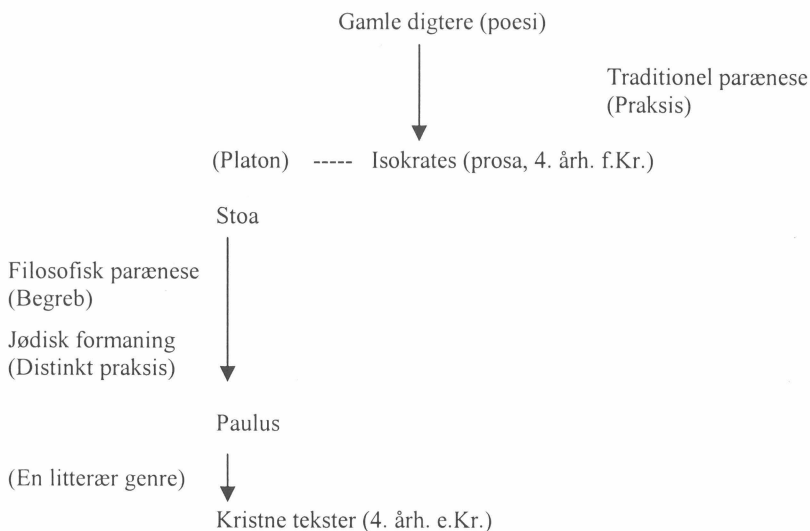 Gamle digtere (poesi)
Traditionel parænese
(Praksis)
(Platon) ----- Isokrates (prosa, 4. årh. f.Kr.)
Stoa
Filosofisk parænese
(Begreb)
Jødisk formaning
(Distinkt praksis)
Paulus
(En litterær genre)
Kristne tekster (4. årh. e.Kr.)